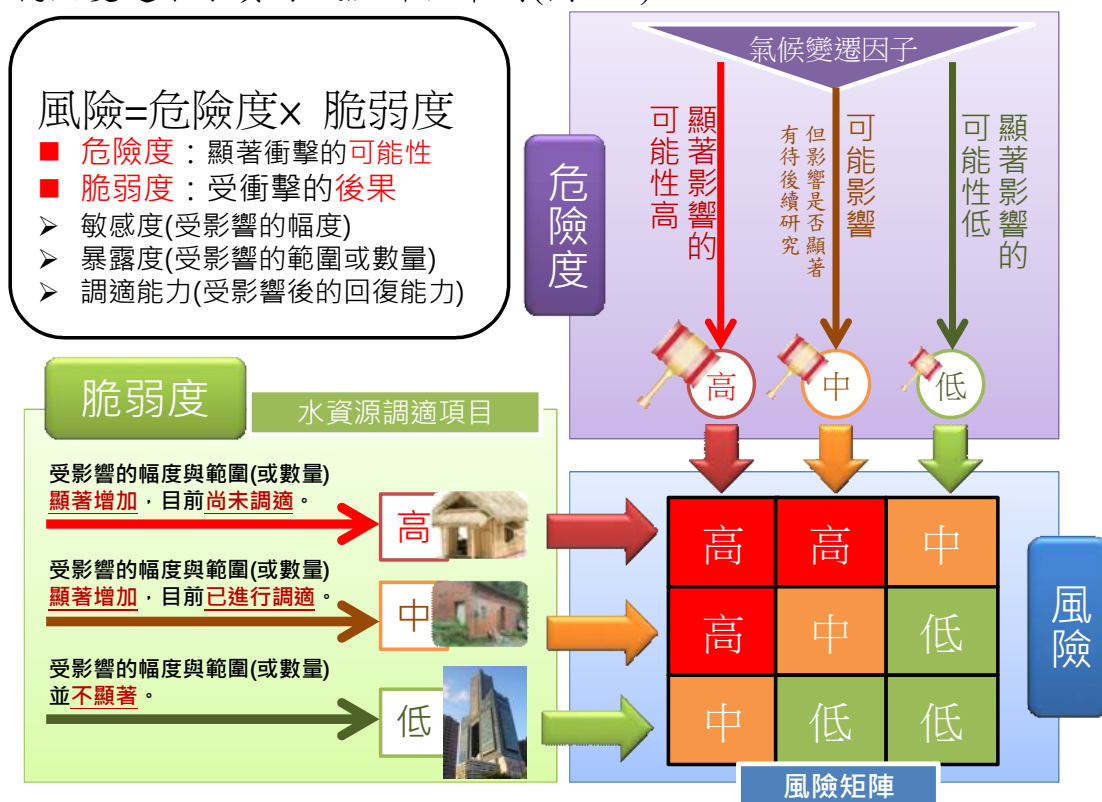 風險=危險度× 脆弱度
■ 危險度：顯著衝擊的可能性
■ 脆弱度：受衝擊的後果
➢ 敏感度(受影響的幅度)
➢ 暴露度(受影響的範圍或數量)
➢ 調適能力(受影響後的回復能力)
氣候變遷因子
危險度
顯著影響的
可能性高
可能影響
但影響是否顯著
有待後續研究
顯著影響的
可能性低
高
中
低
脆弱度
水資源調適項目
受影響的幅度與範圍(或數量)
顯著增加，目前尚未調適。
高
受影響的幅度與範圍(或數量)
顯著增加，目前已進行調適。
中
受影響的幅度與範圍(或數量)
並不顯著。
低
高 高 中
高 中 低
中 低 低
風險
風險矩陣